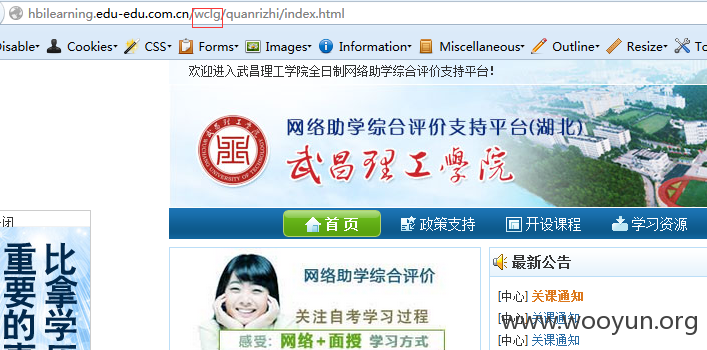 hbilearning.edu-edu.com.cn/wclg/quanrizhi/index.html
Disable▾ Cookies▾ CSS▾ Forms▾ Images▾ Information▾ Miscellaneous▾ Outline▾ Resize▾ To
欢迎进入武昌理工学院全日制网络助学综合评价支持平台!
网络助学综合评价支持平台(湖北)
武昌理工學院
首 页 政策支持 开设课程 学习资源
闭
比拿学历
重要的事
网络助学综合评价
关注自考学习过程
感受: 网络+面授 学习方式
最新公告
[中心] 关课通知
[中心] 关课通知
[中心] 关课通知
www.wooyun.org